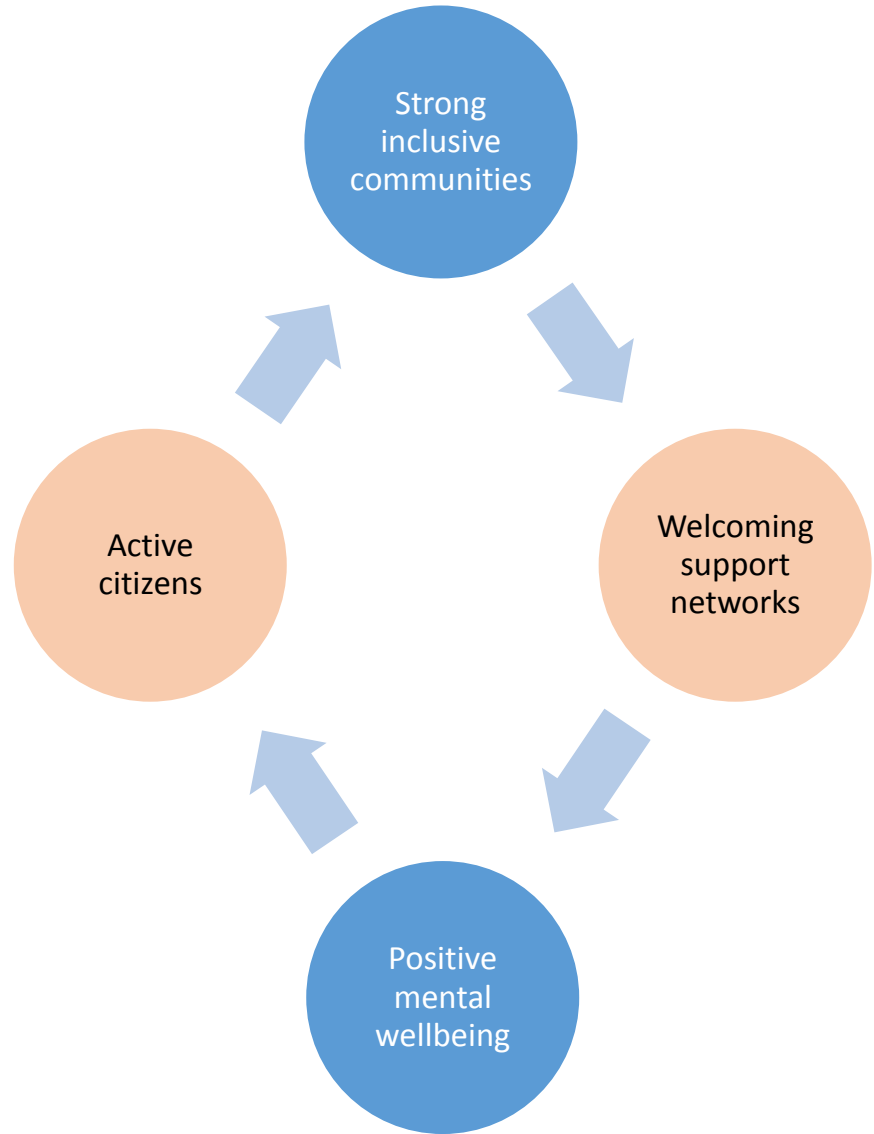 Strong
inclusive
communities
Welcoming
support
networks
Positive
mental
wellbeing
Active
citizens